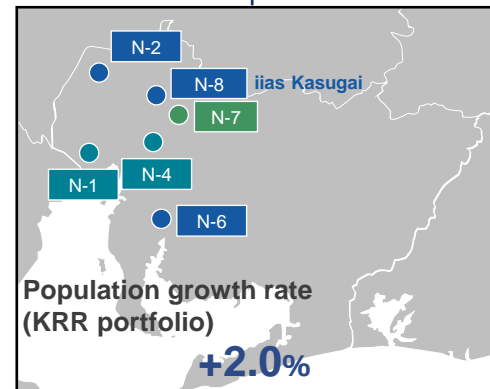 N-2
N-8 iias Kasugai
N-7
N-4
N-1
N-6
Population growth rate
(KRR portfolio)
+2.0%